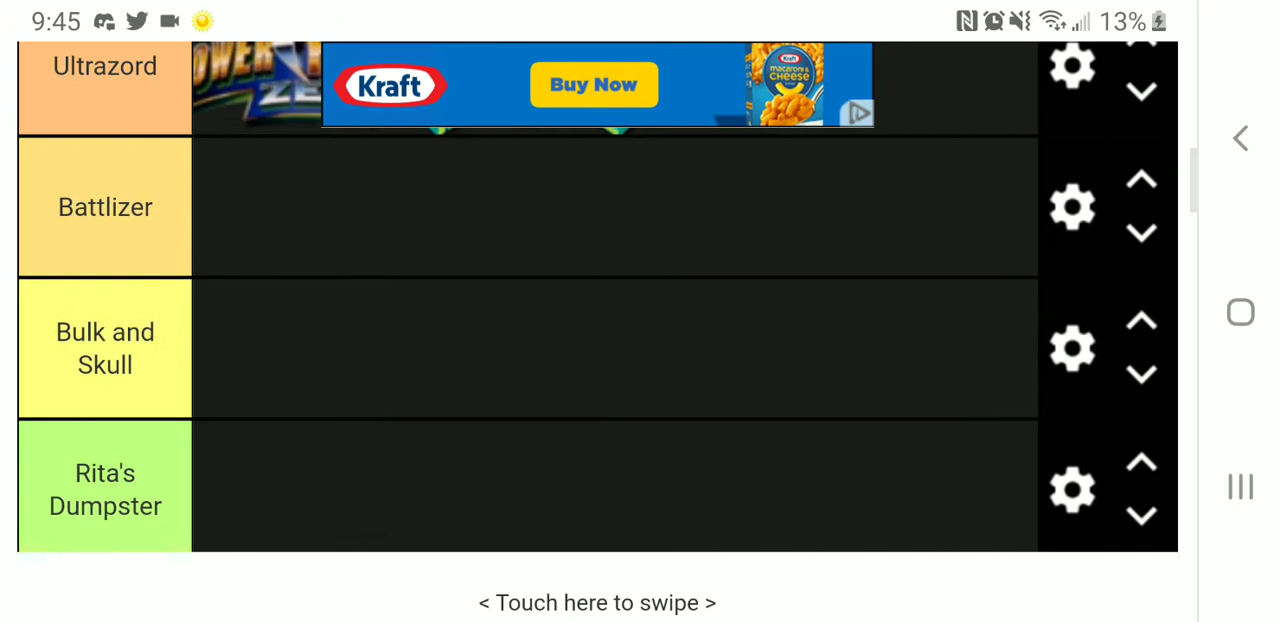 9:45
13%
Ultrazord
Kraft
Buy Now
Kraft
macaroni &
CHEESE
Battlizer
Bulk and
Skull
Rita's
Dumpster
< Touch here to swipe >